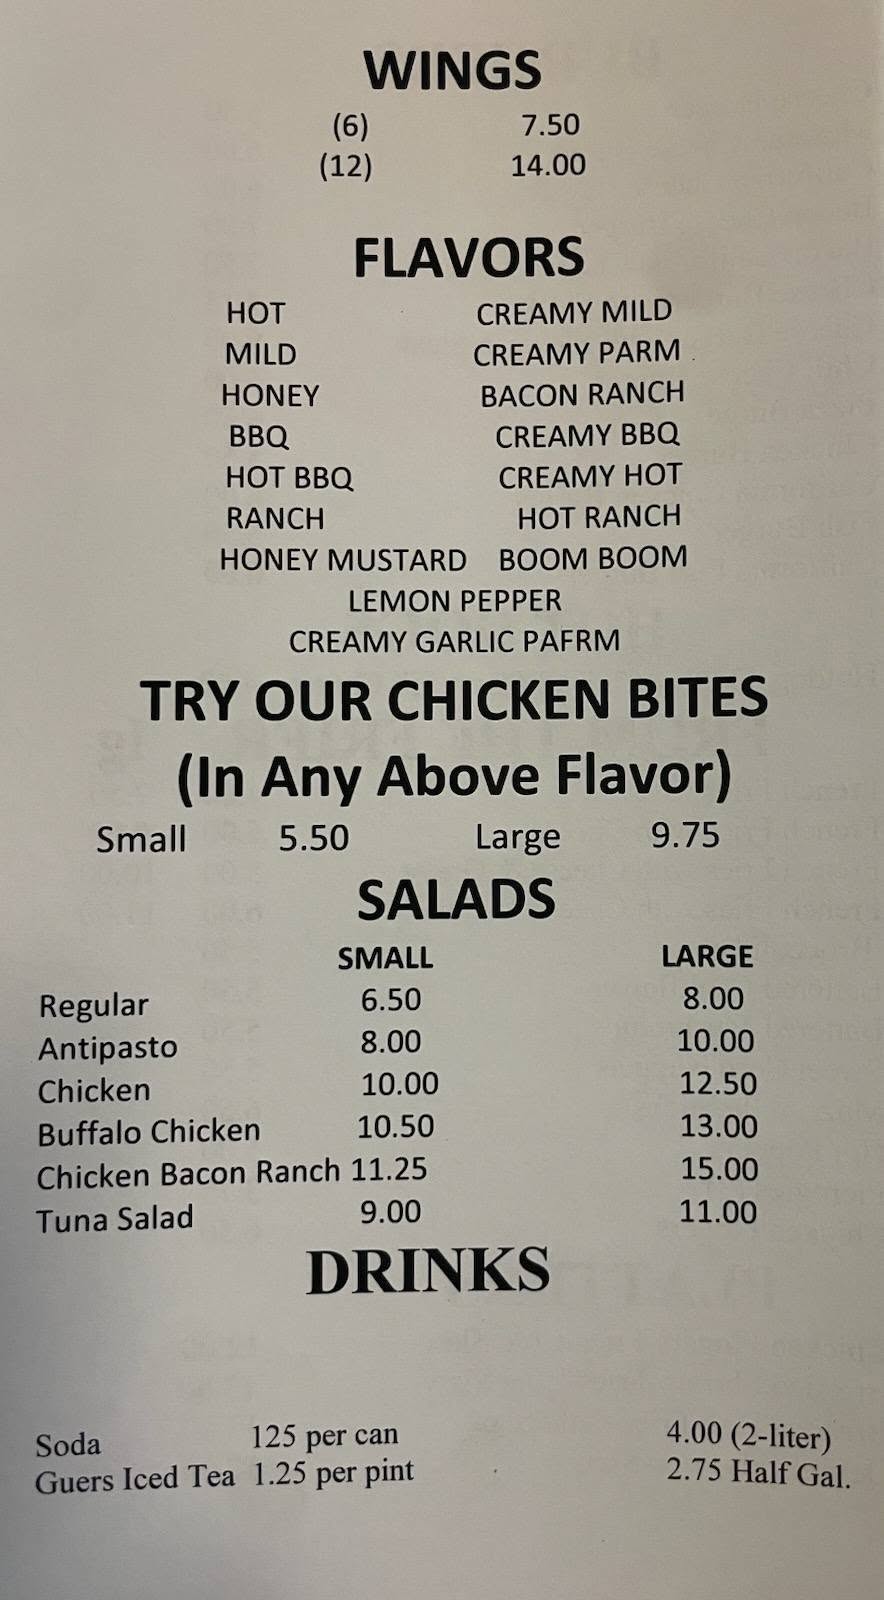 WINGS
(6) 7.50
(12) 14.00
FLAVORS
HOT CREAMY MILD
MILD CREAMY PARM
HONEY BACON RANCH
BBQ CREAMY BBQ
HOT BBQ CREAMY HOT
RANCH HOT RANCH
HONEY MUSTARD BOOM BOOM
LEMON PEPPER
CREAMY GARLIC PAFRM
TRY OUR CHICKEN BITES
(In Any Above Flavor)
Small 5.50 Large 9.75
SALADS
SMALL LARGE
Regular 6.50 8.00
Antipasto 8.00 10.00
Chicken 10.00 12.50
Buffalo Chicken 10.50 13.00
Chicken Bacon Ranch 11.25 15.00
Tuna Salad 9.00 11.00
DRINKS
Soda 125 per can 4.00 (2-liter)
Guers Iced Tea 1.25 per pint 2.75 Half Gal.